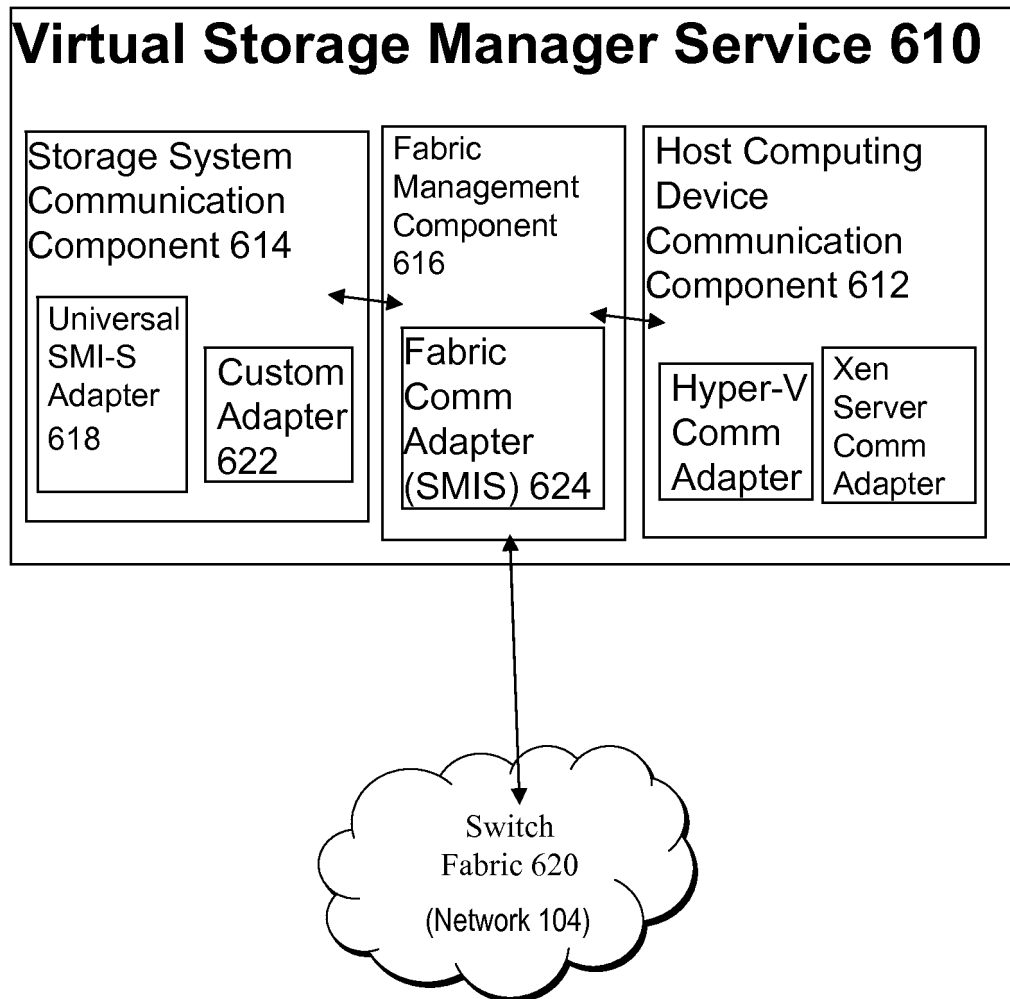 Virtual Storage Manager Service 610
Storage System
Communication
Component 614
Universal
SMI-S
Adapter
618
Custom
Adapter
622
Fabric
Management
Component
616
Fabric
Comm
Adapter
(SMIS) 624
Host Computing
Device
Communication
Component 612
Hyper-V
Comm
Adapter
Xen
Server
Comm
Adapter
Switch
Fabric 620
(Network 104)